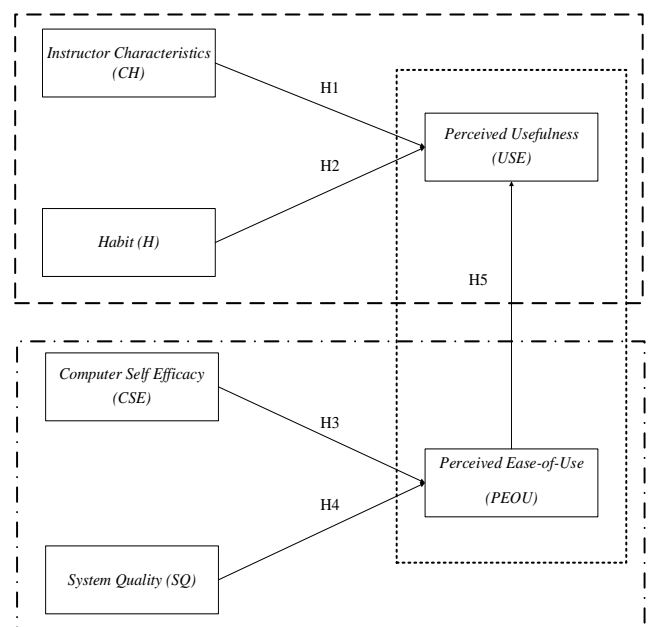 Instructor Characteristics
(CH)
H1
Perceived Usefulness
(USE)
H2
Habit (H)
H5
Computer Self Efficacy
(CSE)
H3
Perceived Ease-of-Use
(PEOU)
H4
System Quality (SQ)